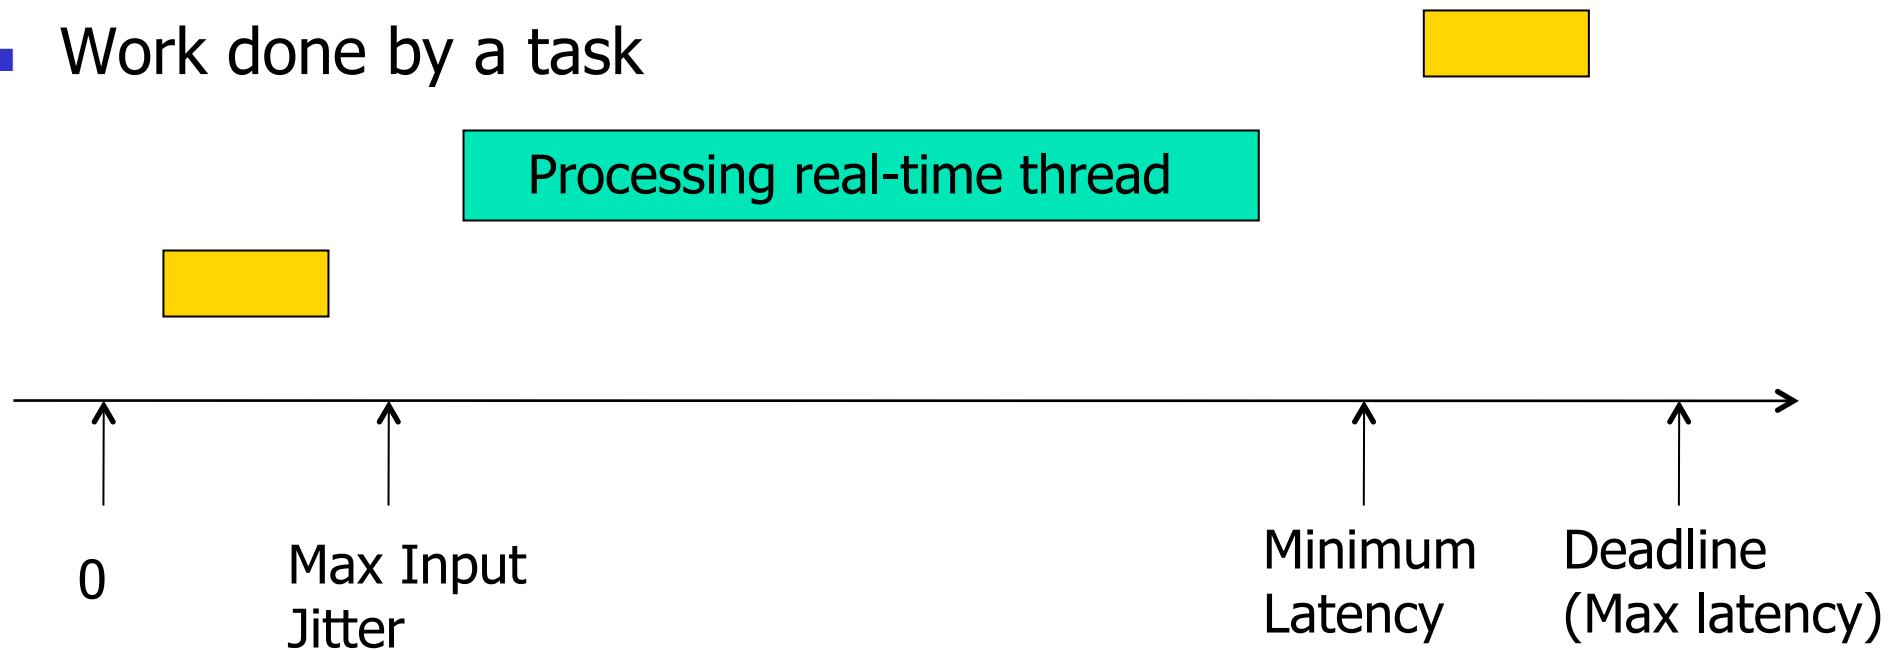 Work done by a task
Processing real-time thread
0
Max Input
Jitter
Minimum
Latency
Deadline
(Max latency)